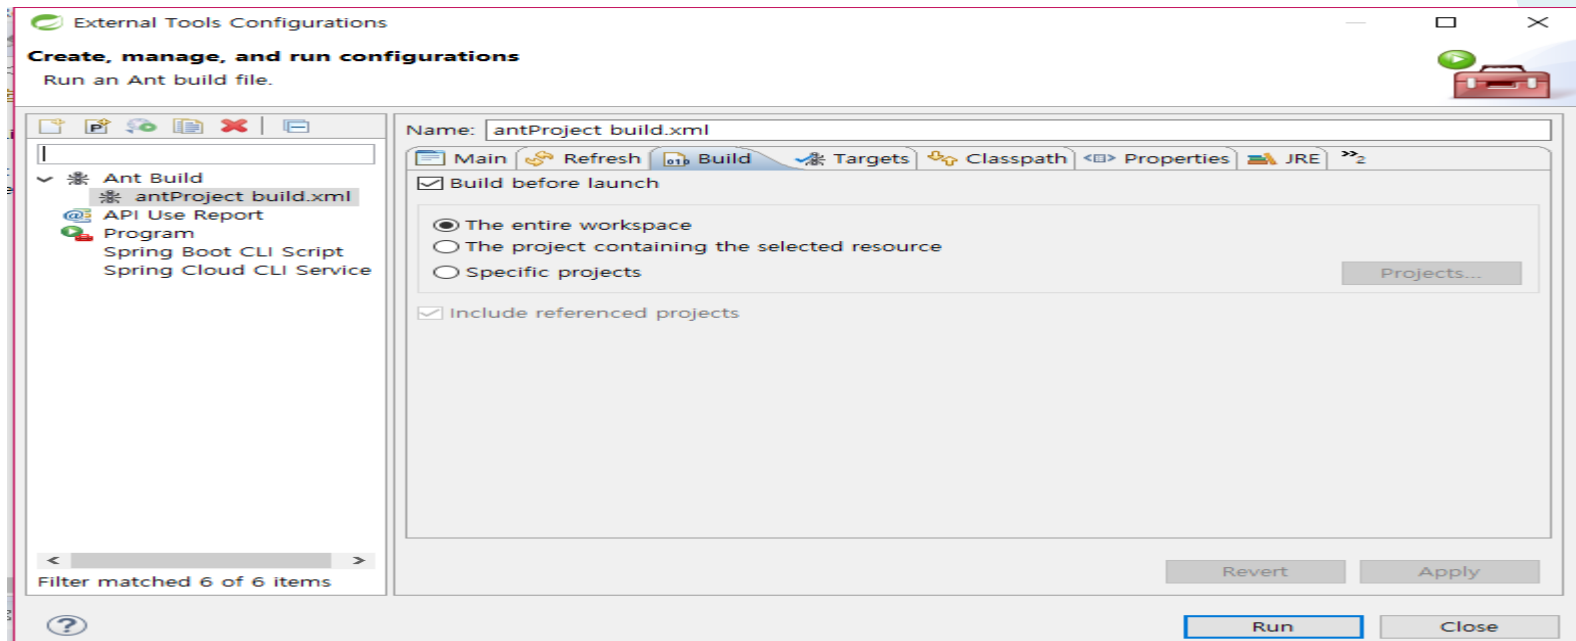 External Tools Configurations
Create, manage, and run configurations
Run an Ant build file.
Name: antProject build.xml
Main Refresh Build Targets Classpath Properties JRE »2
Ant Build
antProject build.xml
API Use Report
Program
Spring Boot CLI Script
Spring Cloud CLI Service
Filter matched 6 of 6 items
Build before launch
The entire workspace
The project containing the selected resource
Specific projects
Projects...
Include referenced projects
Revert Apply
Run Close